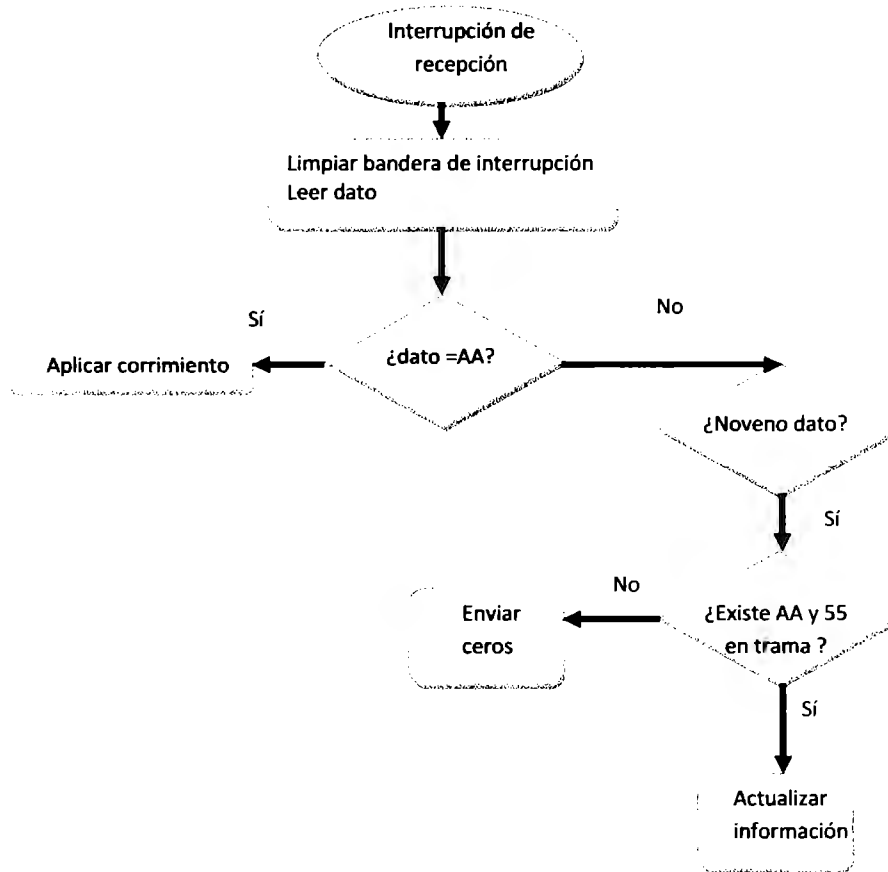 Interrupción de
recepción
Limpiar bandera de interrupción
Leer dato
Sí
No
Aplicar corrimiento
¿dato =AA?
¿Noveno dato?
Sí
No
Enviar
ceros
¿Existe AA y 55
en trama ?
Sí
Actualizar
información